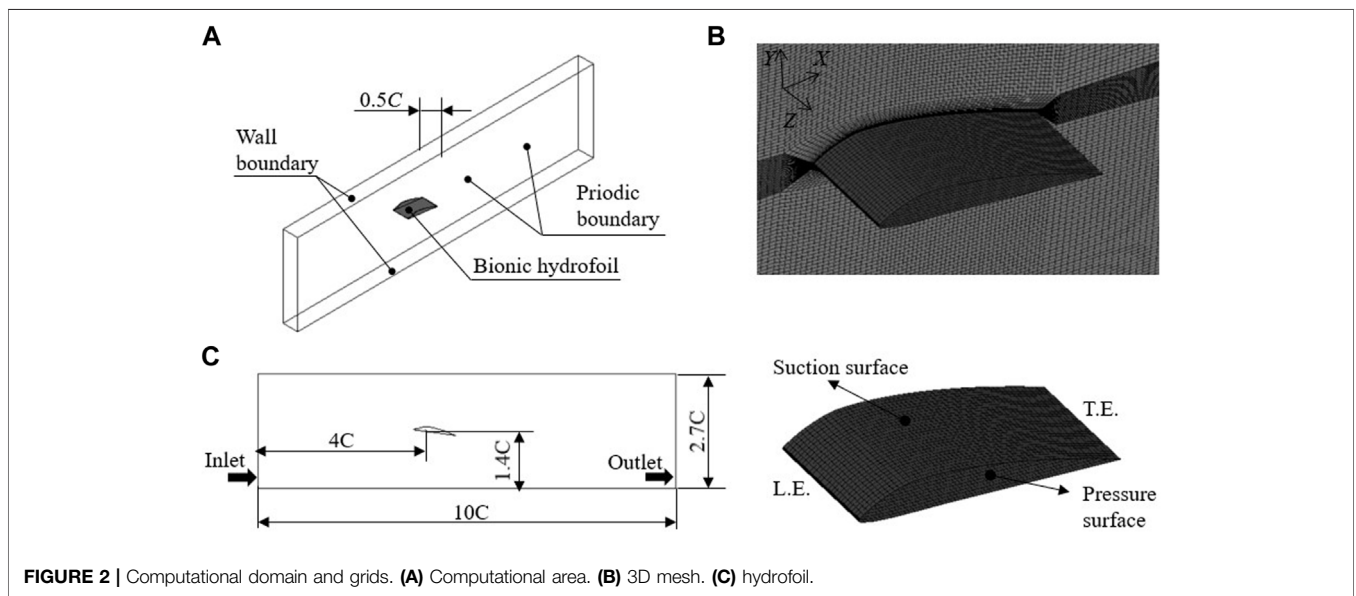 A
0.5C
Wall
boundary
Priodic
boundary
Bionic hydrofoil
B
Y
X
Z
C
4C
Inlet
1.4C
Outlet
2.7C
10C
Suction surface
T.E.
L.E.
Pressure
surface
FIGURE 2 | Computational domain and grids. (A) Computational area. (B) 3D mesh. (C) hydrofoil.